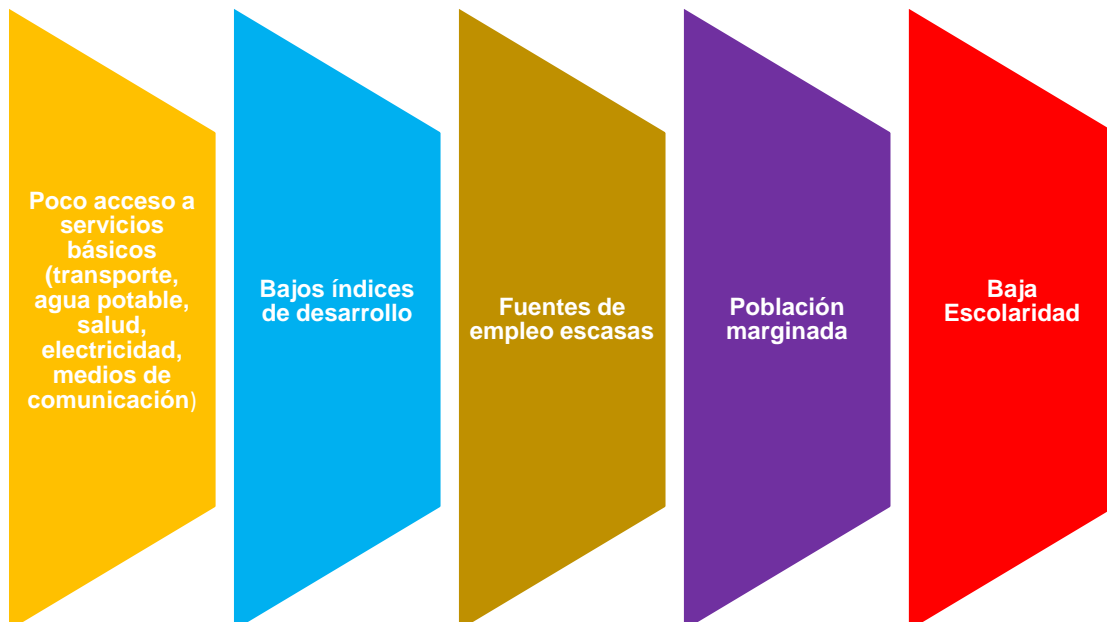 Poco acceso a
servicios
básicos
(transporte,
agua potable,
salud,
electricidad,
medios de
comunicación)
Bajos índices
de desarrollo
Fuentes de
empleo escasas
Población
marginada
Baja
Escolaridad